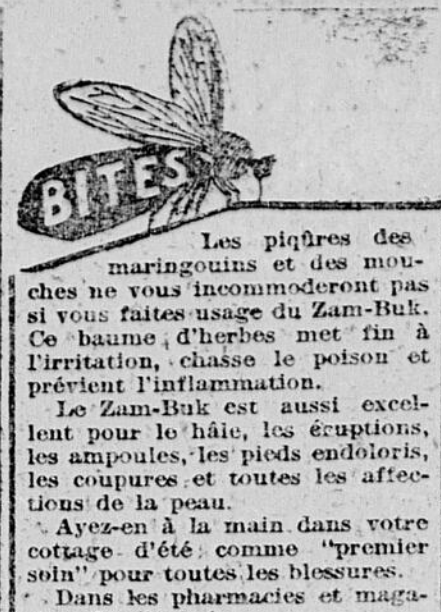 BITES
Les piqûres des
maringouins et des mou-
ches ne vous incommoderont pas
si vous faites usage du Zam-Buk.
Ce baume d'herbes met fin à
l'irritation, chasse le poison et
prévient l'inflammation.
Le Zam-Buk est aussi excel-
lent pour le hâle, les éruptions,
les ampoules, les pieds endoloris,
les coupures et toutes les affec-
tions de la peau.
Ayez-en à la main dans votre
cottage d'été comme "premier
soin" pour toutes les blessures.
Dans les pharmacies et maga-